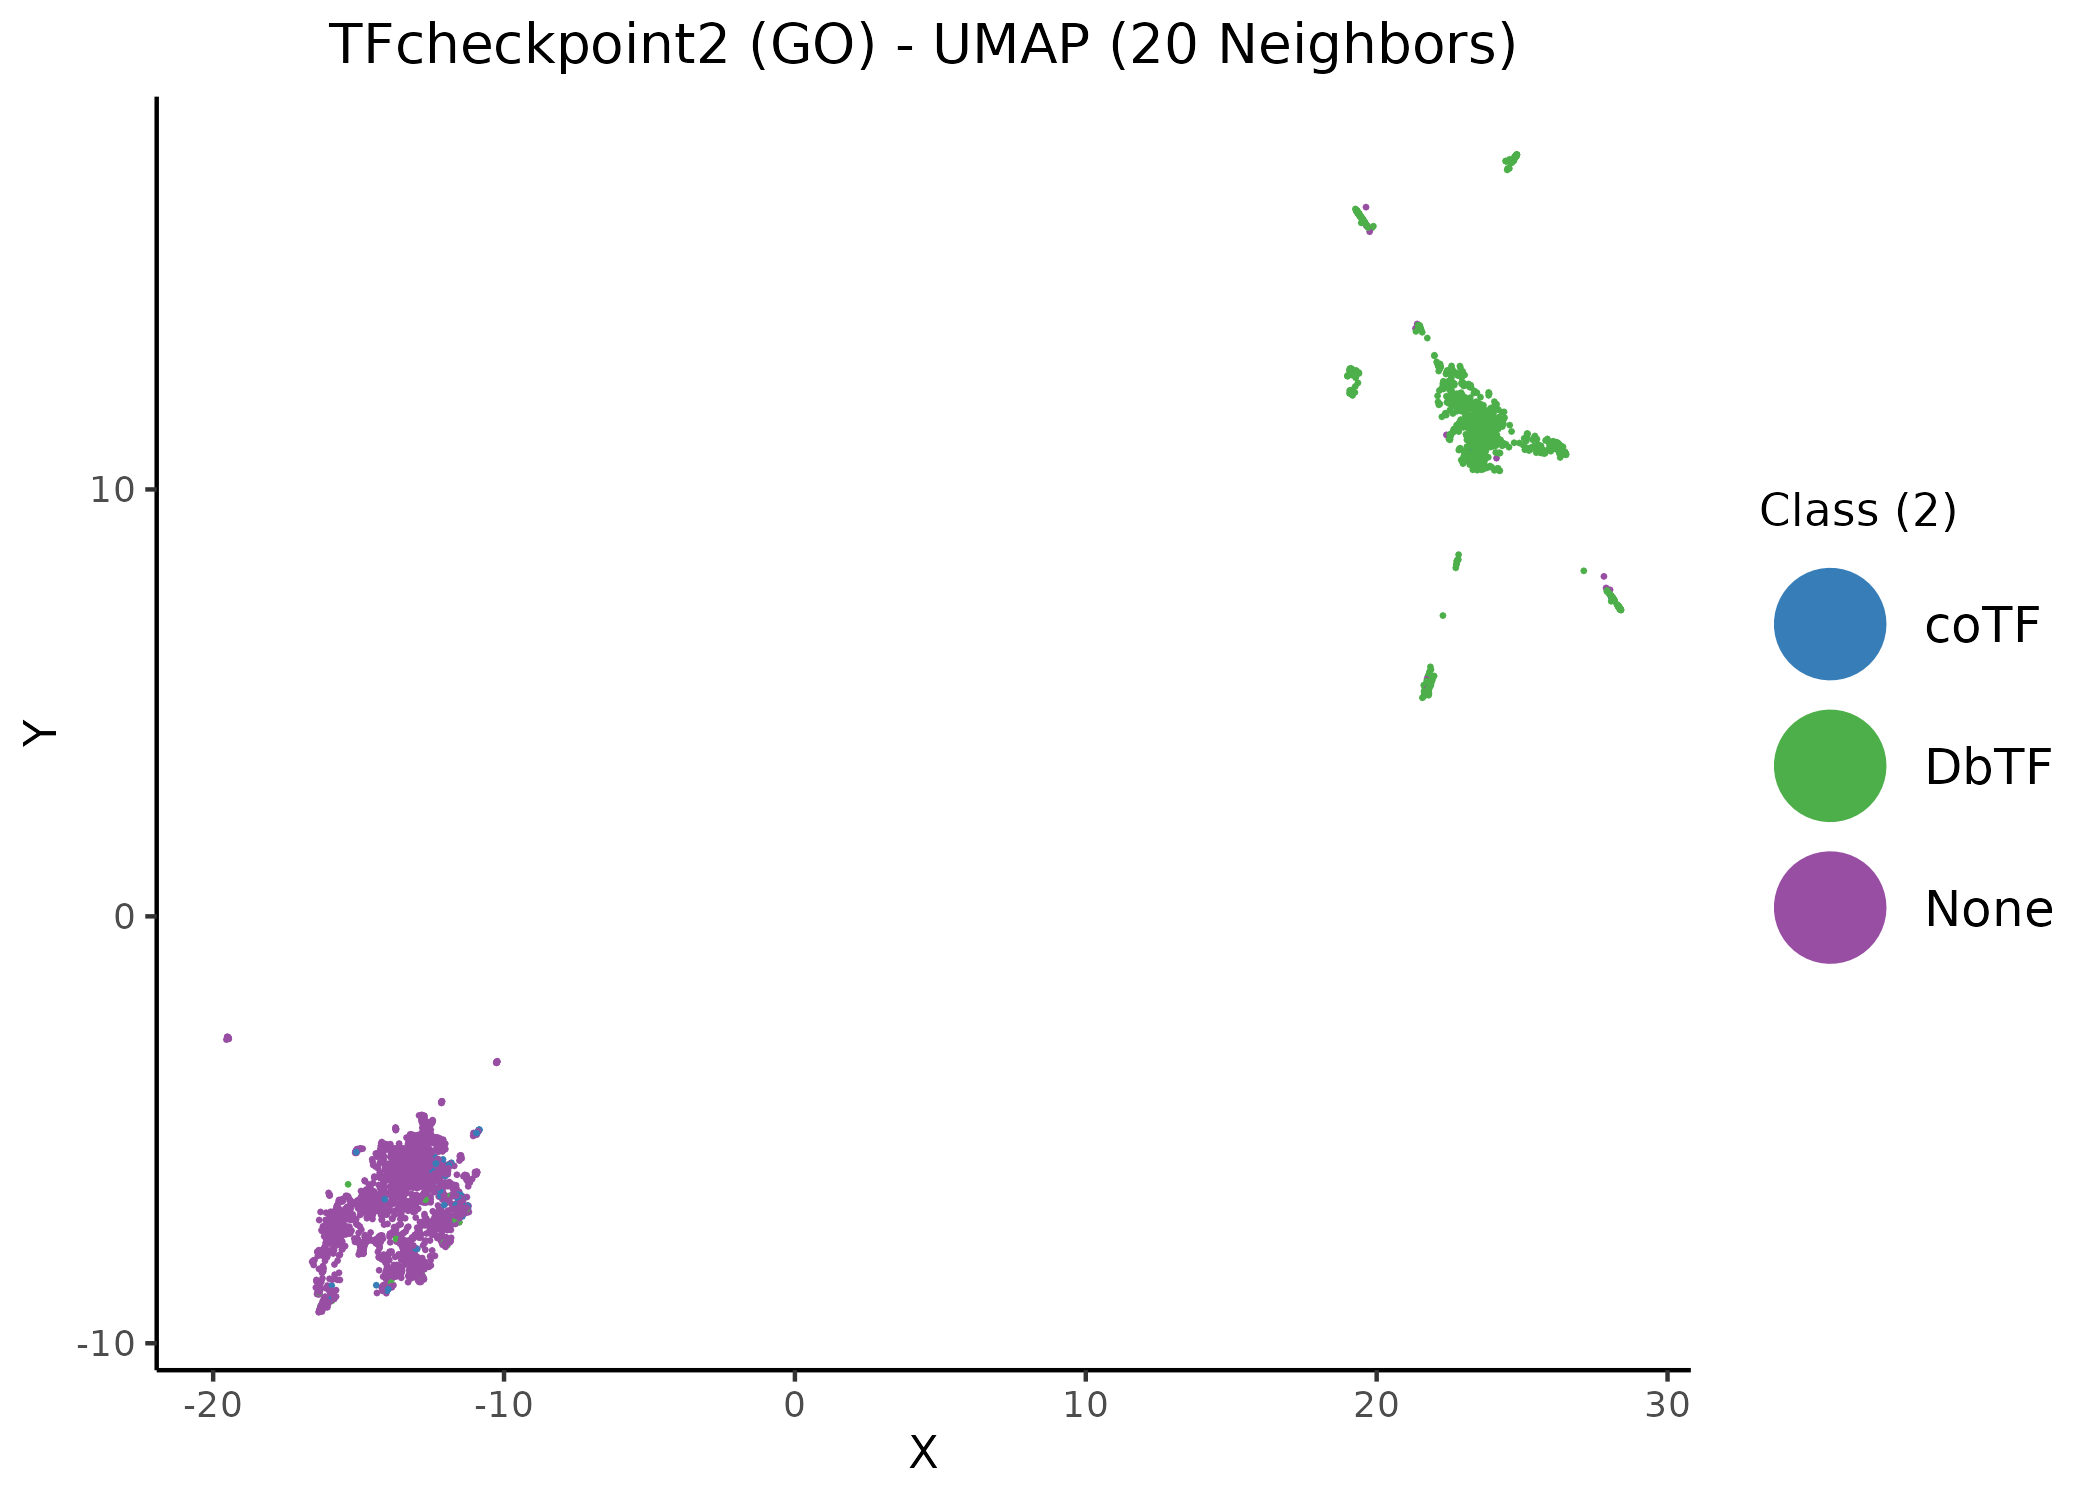 TFcheckpoint2 (GO) - UMAP (20 Neighbors)
Y
10
0
-10
-20
-10
0
10
20
30
X
Class (2)
coTF
DbTF
None